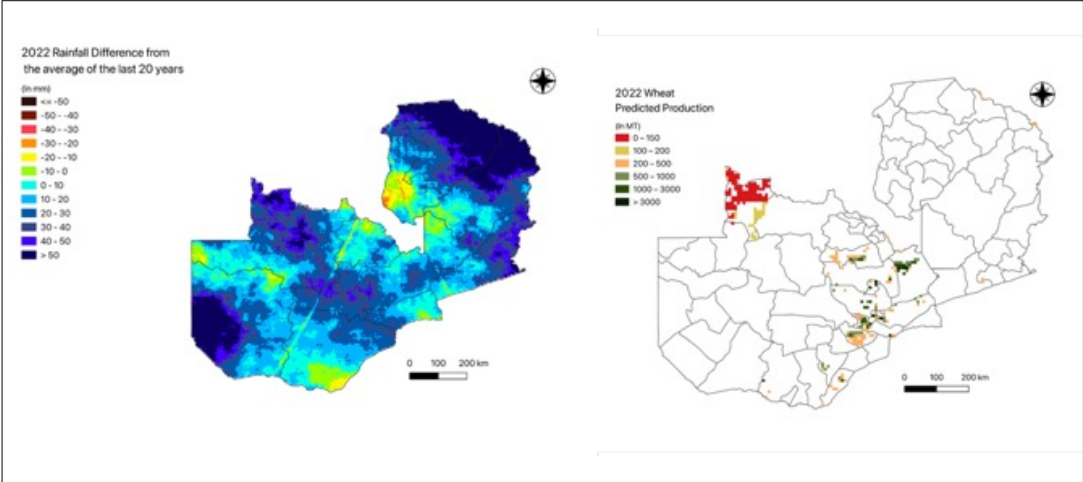 2022 Rainfall Difference from
the average of the last 20 years
(In mm)
<= -50
-50 - -40
-40 - -30
-30 - -20
-20 - -10
-10 - 0
0 - 10
10 - 20
20 - 30
30 - 40
40 - 50
> 50
0 100 200 km
2022 Wheat
Predicted Production
(In MT)
0 – 150
100 – 200
200 – 500
500 – 1000
1000 – 3000
> 3000
0 100 200 km